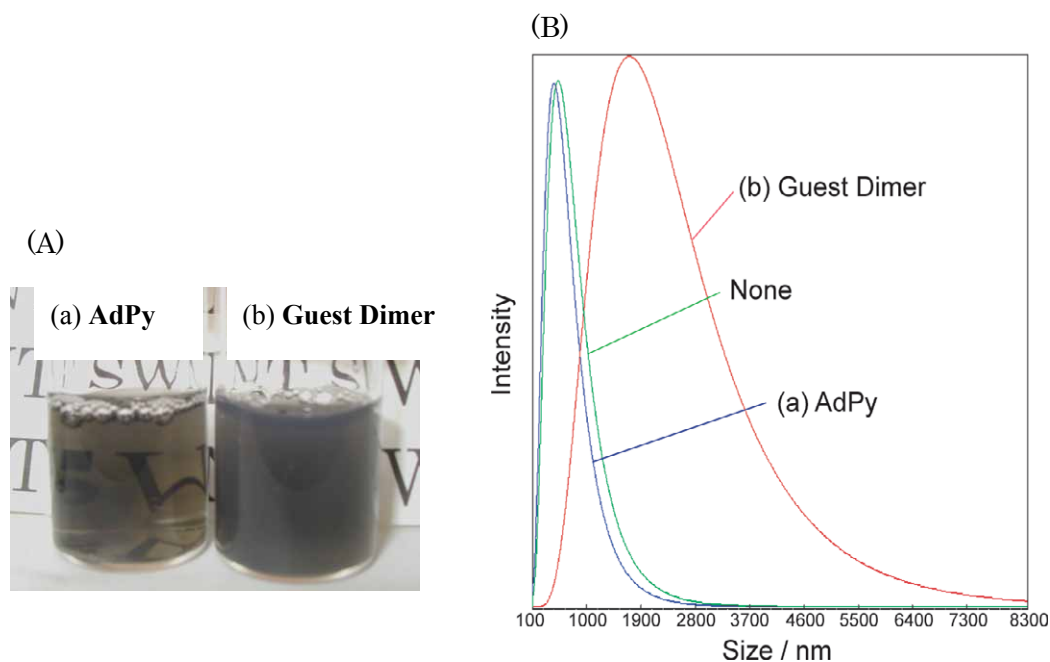 (A)
(a) AdPy
(b) Guest Dimer
T SW
W
(B)
Intensity
(b) Guest Dimer
None
(a) AdPy
100 1000 1900 2800 3700 4600 5500 6400 7300 8300
Size / nm